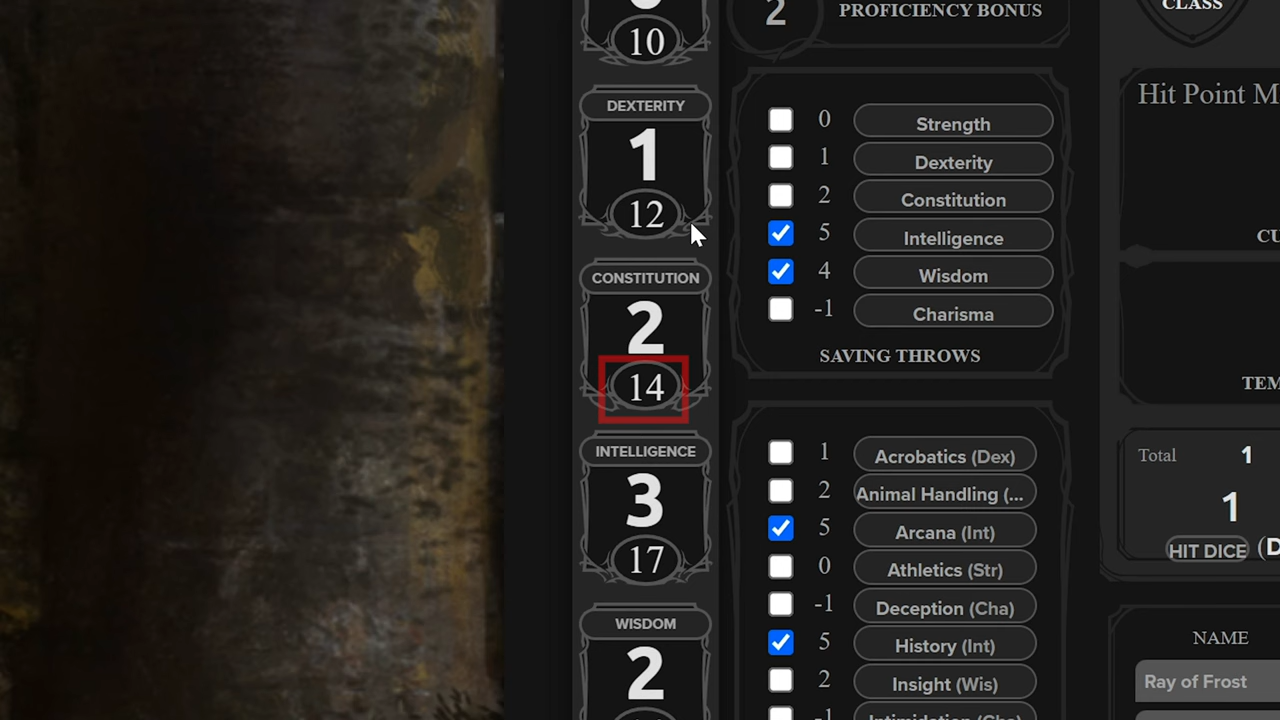 10
DEXTERITY
1
12
CONSTITUTION
2
14
INTELLIGENCE
3
17
WISDOM
2
2
PROFICIENCY BONUS
0 Strength
1 Dexterity
2 Constitution
5 Intelligence
4 Wisdom
-1 Charisma
SAVING THROWS
1 Acrobatics (Dex)
2 Animal Handling (...
5 Arcana (Int)
0 Athletics (Str)
-1 Deception (Cha)
5 History (Int)
2 Insight (Wis)
CLASS
Hit Point M
CU
TEM
Total 1
1
HIT DICE (D
NAME
Ray of Frost